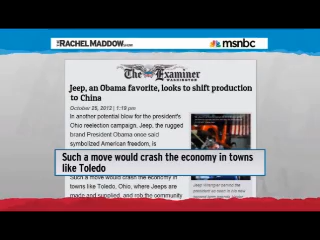 THE RACHEL MADDOW
msnbc
The Examiner
WASHINGTON
Jeep, an Obama favorite, looks to shift production
to China
October 25, 2012 | 1:18 pm
In another potential blow for the president's
Ohio reelection campaign, Jeep, the rugged
brand President Obama once said
symbolized American freedom, is
Such a move would crash the economy in towns
like Toledo
Such a move would crash the economy in
towns like Toledo, Ohio, where Jeeps are
made and supplied, and rob the community